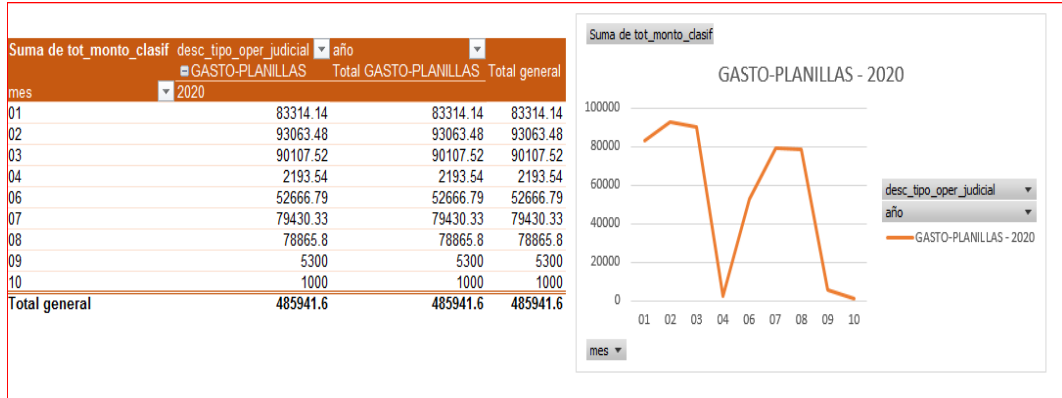 Suma de tot_monto_clasif desc_tipo_oper_judicial año
GASTO-PLANILLAS Total GASTO-PLANILLAS Total general
mes 2020
01 83314.14 83314.14 83314.14
02 93063.48 93063.48 93063.48
03 90107.52 90107.52 90107.52
04 2193.54 2193.54 2193.54
06 52666.79 52666.79 52666.79
07 79430.33 79430.33 79430.33
08 78865.8 78865.8 78865.8
09 5300 5300 5300
10 1000 1000 1000
Total general 485941.6 485941.6 485941.6
Suma de tot_monto_clasif
GASTO-PLANILLAS - 2020
100000
80000
60000
40000
20000
0
01 02 03 04 06 07 08 09 10
desc_tipo_oper_judicial
año
GASTO-PLANILLAS - 2020
mes